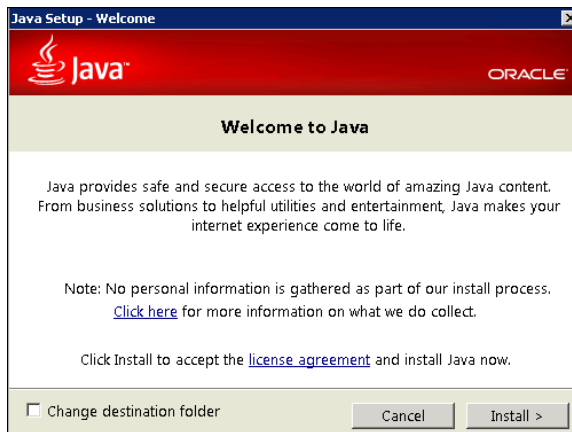 Java Setup - Welcome
Java™
ORACLE
Welcome to Java
Java provides safe and secure access to the world of amazing Java content.
From business solutions to helpful utilities and entertainment, Java makes your
internet experience come to life.
Note: No personal information is gathered as part of our install process.
Click here for more information on what we do collect.
Click Install to accept the license agreement and install Java now.
Change destination folder
Cancel
Install >